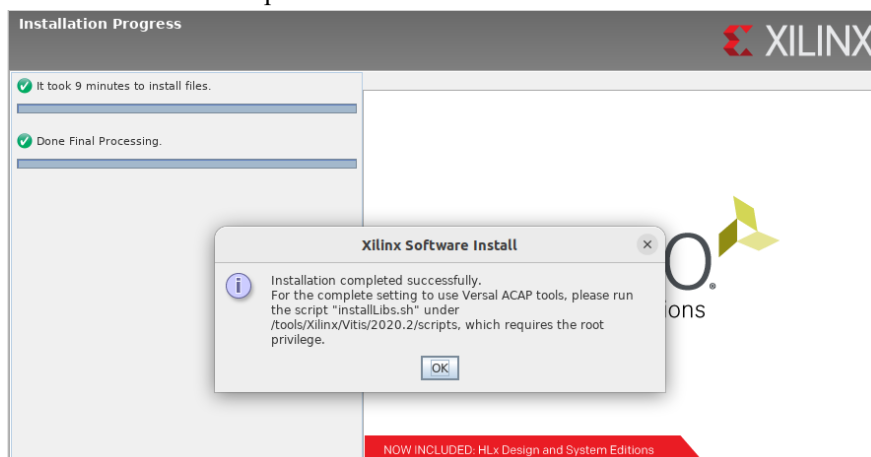 Installation Progress
XILINX
It took 9 minutes to install files.
Done Final Processing.
Xilinx Software Install
Installation completed successfully.
For the complete setting to use Versal ACAP tools, please run
the script "installLibs.sh" under
/tools/Xilinx/Vitis/2020.2/scripts, which requires the root
privilege.
OK
NOW INCLUDED: HLx Design and System Editions